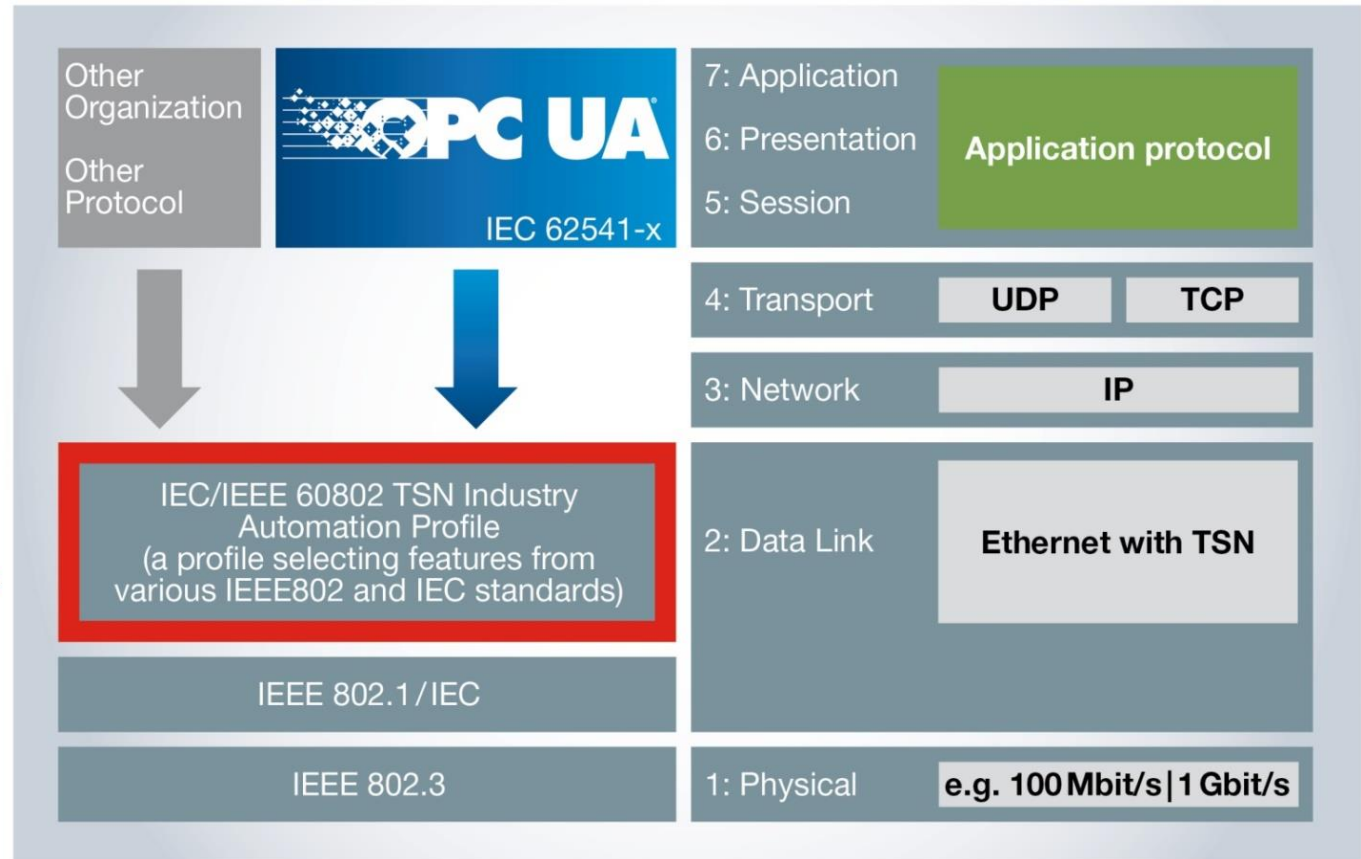 Other
Organization
Other
Protocol
OPC UA
IEC 62541-x
IEC/IEEE 60802 TSN Industry
Automation Profile
(a profile selecting features from
various IEEE802 and IEC standards)
IEEE 802.1/IEC
IEEE 802.3
7: Application
6: Presentation
5: Session
Application protocol
4: Transport
UDP
TCP
3: Network
IP
2: Data Link
Ethernet with TSN
1: Physical
e.g. 100 Mbit/s|1 Gbit/s